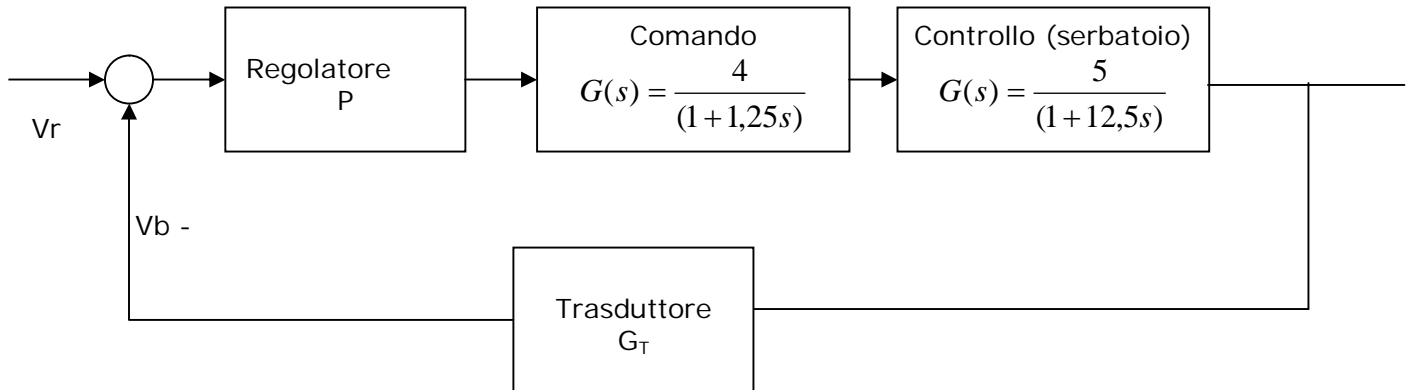 Regolatore
P
Comando
G(s) = 4 / (1+1,25s)
Controllo (serbatoio)
G(s) = 5 / (1+12,5s)
Vr
Vb -
Trasduttore
G_T